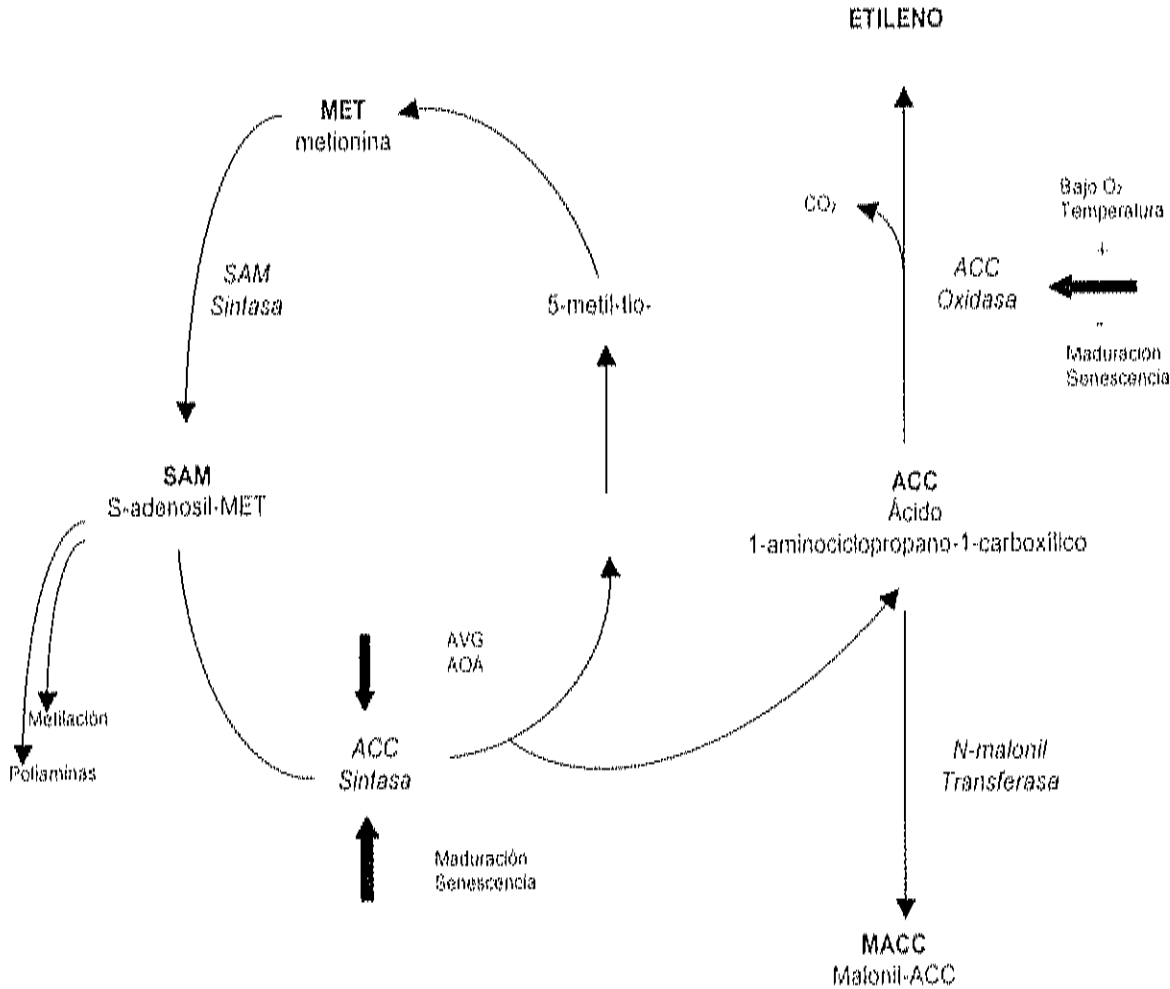 ETILENO
MET
metionina
CO₂
Bajo O₂
Temperatura
+
SAM
Sintasa
5-metil-tio-
ACC
Oxidasa
-
Maduración
Senescencia
SAM
S-adenosil-MET
ACC
Ácido
1-aminociclopropano-1-carboxílico
AVG
AOA
Metilación
Poliaminas
ACC
Sintasa
N-malonil
Transferasa
Maduración
Senescencia
MACC
Malonil-ACC